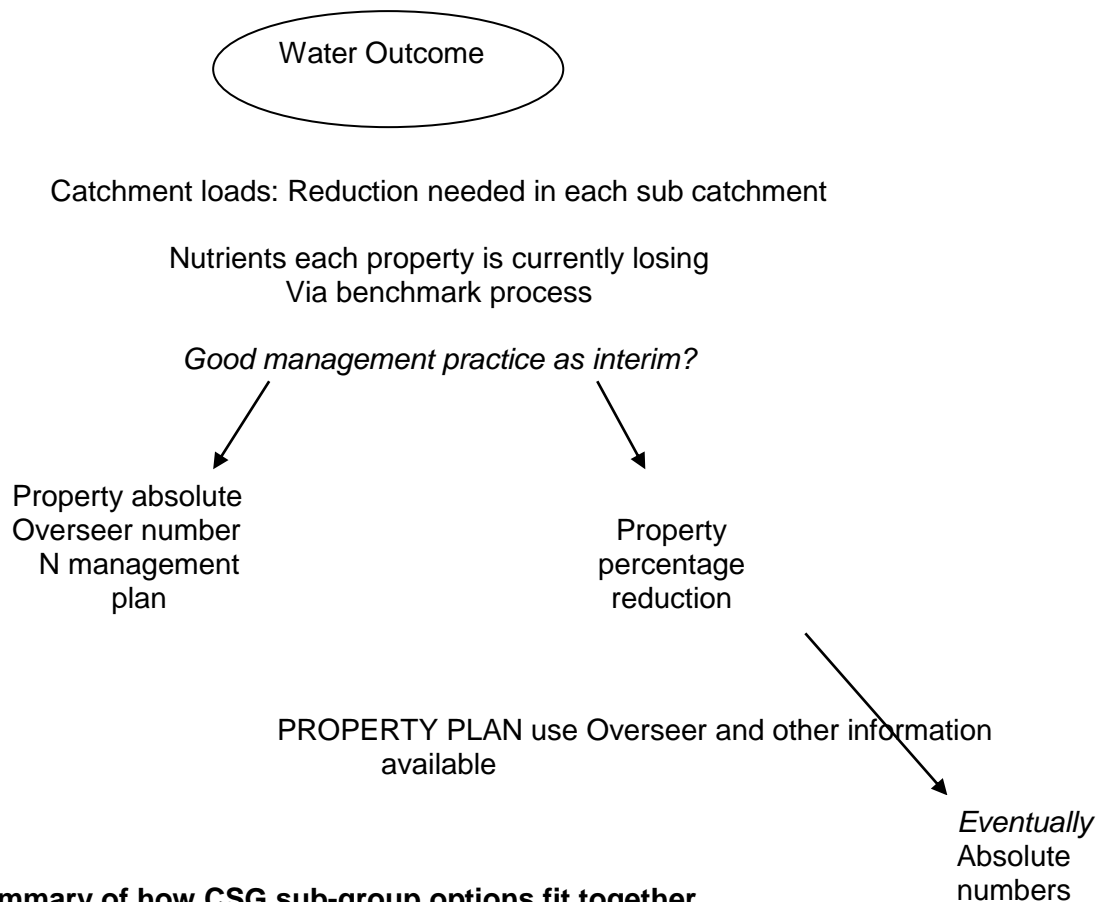 Water Outcome
Catchment loads: Reduction needed in each sub catchment
Nutrients each property is currently losing
Via benchmark process
Good management practice as interim?
Property absolute
Overseer number
N management
plan
Property
percentage
reduction
PROPERTY PLAN use Overseer and other information
available
Eventually
Absolute
numbers
of how CSG sub-group options fit together